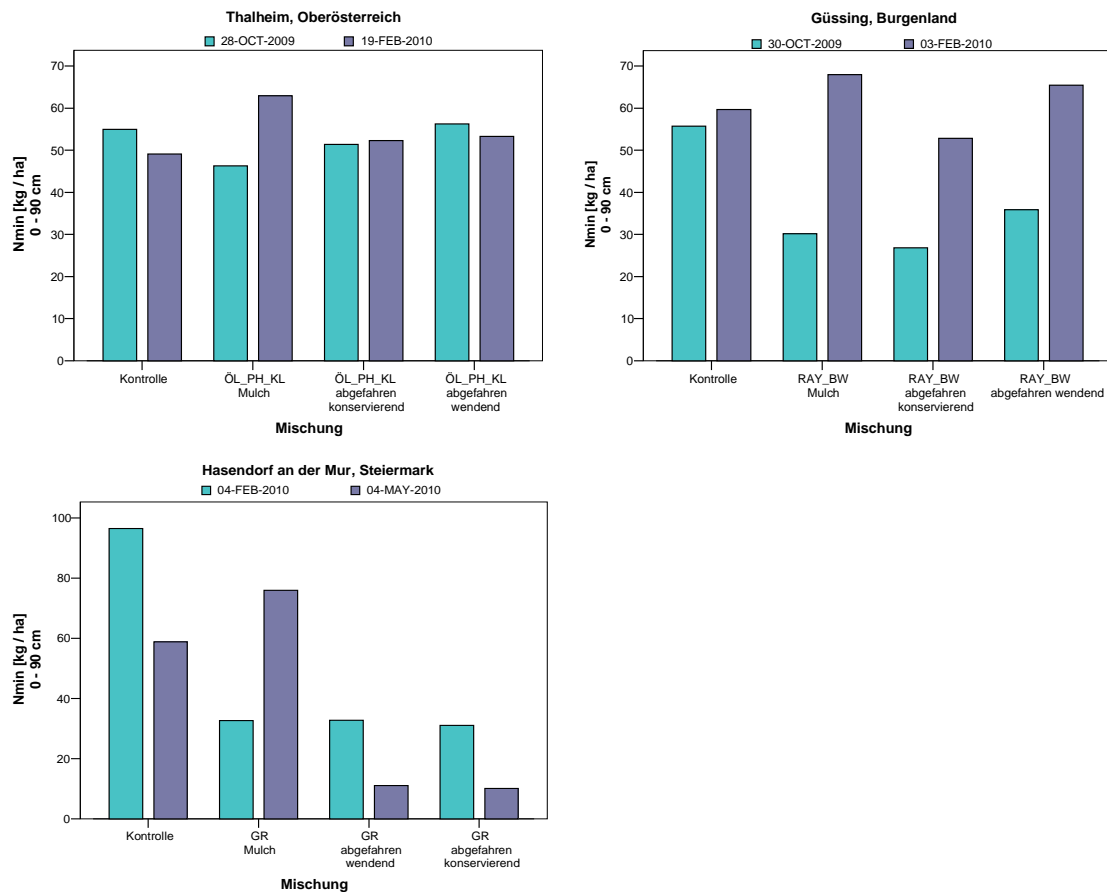 Thalheim, Oberösterreich
28-OCT-2009 19-FEB-2010
70
60
50
40
30
20
10
0
Nmin [kg / ha]
0 - 90 cm
Kontrolle
ÖL_PH_KL
Mulch
ÖL_PH_KL
abgefahren
konservierend
ÖL_PH_KL
abgefahren
wendend
Mischung
Güssing, Burgenland
30-OCT-2009 03-FEB-2010
70
60
50
40
30
20
10
0
Nmin [kg / ha]
0 - 90 cm
Kontrolle
RAY_BW
Mulch
RAY_BW
abgefahren
konservierend
RAY_BW
abgefahren wendend
Mischung
Hasendorf an der Mur, Steiermark
04-FEB-2010 04-MAY-2010
100
80
60
40
20
0
Nmin [kg / ha]
0 - 90 cm
Kontrolle
GR
Mulch
GR
abgefahren
wendend
GR
abgefahren
konservierend
Mischung